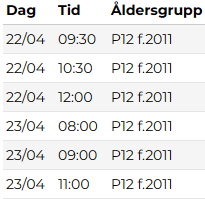 Dag Tid Åldersgrupp
22/04 09:30 P12 f.2011
22/04 10:30 P12 f.2011
22/04 12:00 P12 f.2011
23/04 08:00 P12 f.2011
23/04 09:00 P12 f.2011
23/04 11:00 P12 f.2011